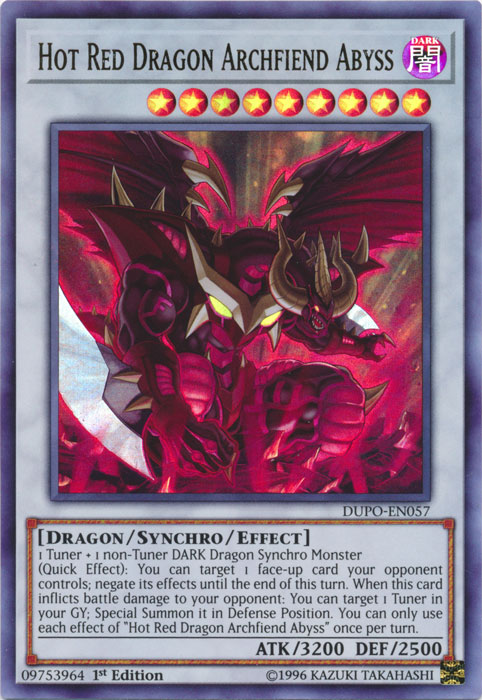 HOT RED DRAGON ARCHFIEND ABYSS
DARK
闇
DUPO-EN057
[DRAGON/SYNCHRO/EFFECT]
1 Tuner + 1 non-Tuner DARK Dragon Synchro Monster
(Quick Effect): You can target 1 face-up card your opponent
controls; negate its effects until the end of this turn. When this card
inflicts battle damage to your opponent: You can target 1 Tuner in
your GY; Special Summon it in Defense Position. You can only use
each effect of "Hot Red Dragon Archfiend Abyss" once per turn.
ATK/3200 DEF/2500
09753964 1st Edition ©1996 KAZUKI TAKAHASHI